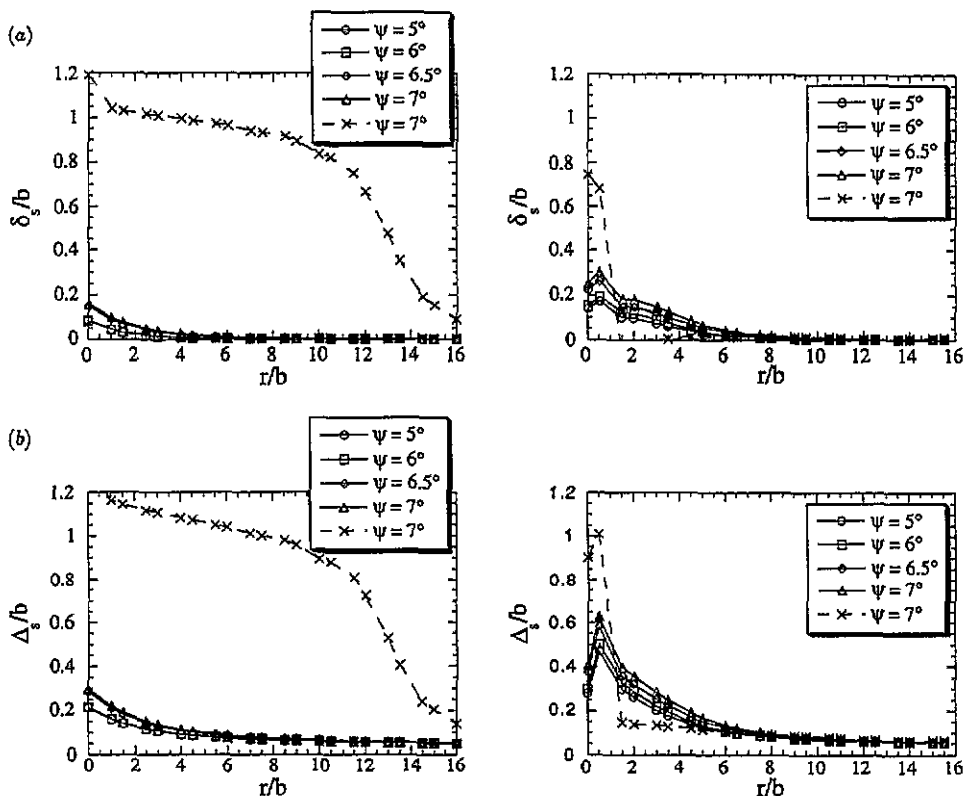 (a)
ψ = 5°
ψ = 6°
ψ = 6.5°
ψ = 7°
ψ = 7°
1.2
1
0.8
0.6
0.4
0.2
0
δs/b
0 2 4 6 8 10 12 14 16
r/b
ψ = 5°
ψ = 6°
ψ = 6.5°
ψ = 7°
ψ = 7°
1.2
1
0.8
0.6
0.4
0.2
0
δs/b
0 2 4 6 8 10 12 14 16
r/b
(b)
ψ = 5°
ψ = 6°
ψ = 6.5°
ψ = 7°
ψ = 7°
1.2
1
0.8
0.6
0.4
0.2
0
Δs/b
0 2 4 6 8 10 12 14 16
r/b
ψ = 5°
ψ = 6°
ψ = 6.5°
ψ = 7°
ψ = 7°
1.2
1
0.8
0.6
0.4
0.2
0
Δs/b
0 2 4 6 8 10 12 14 16
r/b